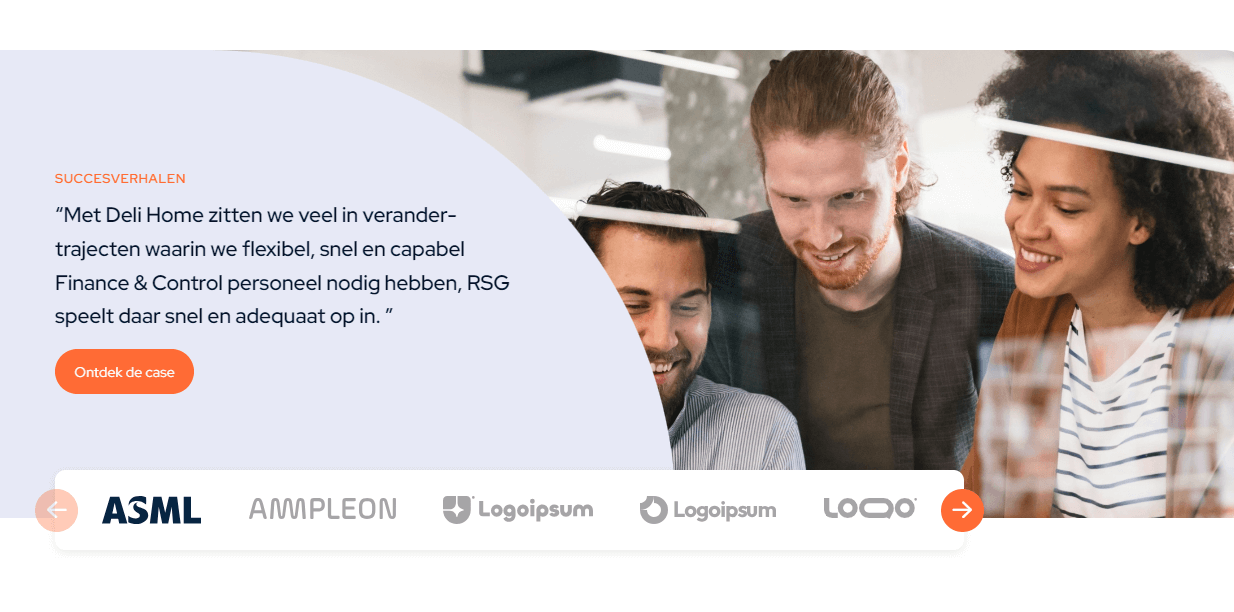 SUCCESVERHALEN
“Met Deli Home zitten we veel in verander-
trajecten waarin we flexibel, snel en capabel
Finance & Control personeel nodig hebben, RSG
speelt daar snel en adequaat op in. ”
Ontdek de case
ASML AMPLEON Logoipsum Logoipsum LOGO